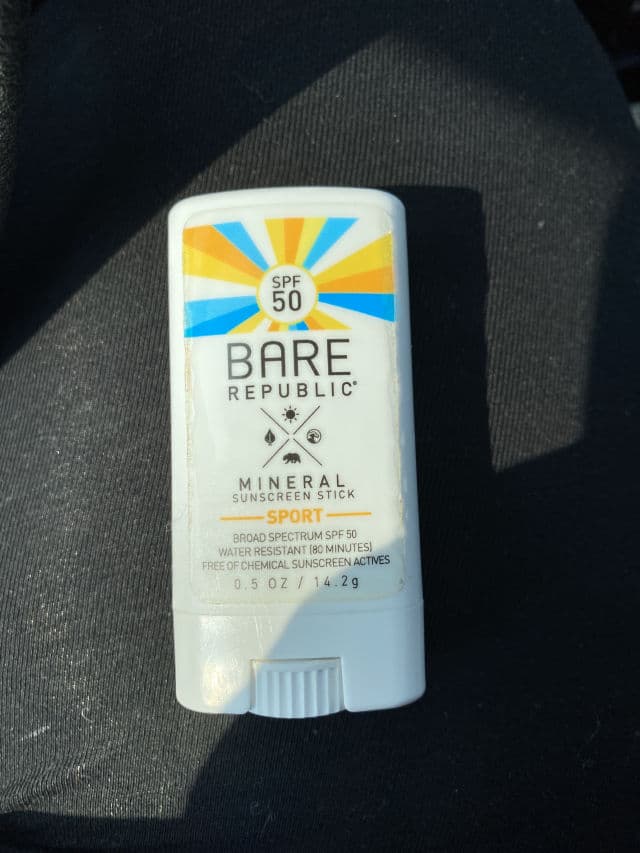 SPF
50
BARE
REPUBLIC®
MINERAL
SUNSCREEN STICK
SPORT
BROAD SPECTRUM SPF 50
WATER RESISTANT (80 MINUTES)
FREE OF CHEMICAL SUNSCREEN ACTIVES
0.5 OZ / 14.2g